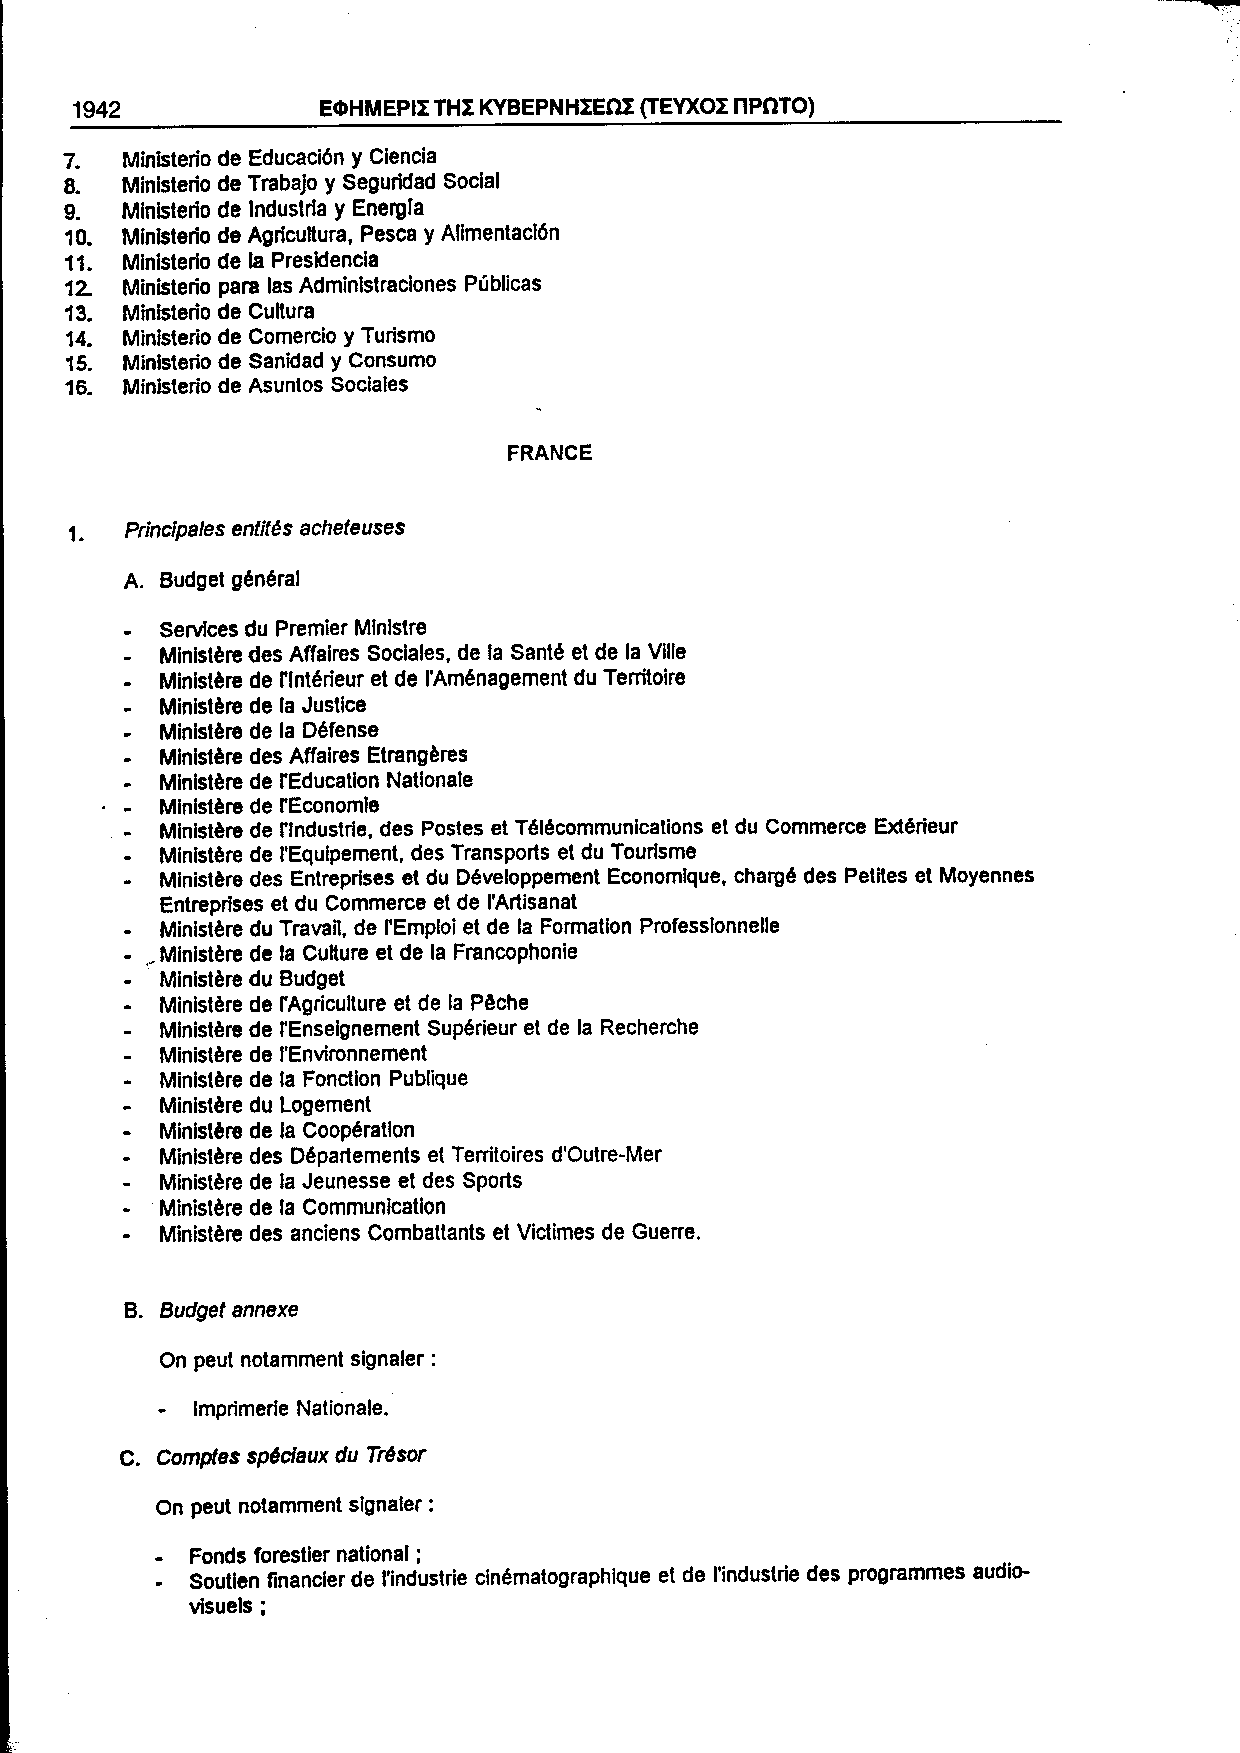 1942 ΕΦΗΜΕΡΙΣ ΤΗΣ ΚΥΒΕΡΝΗΣΕΩΣ (ΤΕΥΧΟΣ ΠΡΩΤΟ)
7. Ministerio de Educación y Ciencia
8. Ministerio de Trabajo y Seguridad Social
9. Ministerio de Industria y Energía
10. Ministerio de Agricultura, Pesca y Alimentación
11. Ministerio de la Presidencia
12. Ministerio para las Administraciones Públicas
13. Ministerio de Cultura
14. Ministerio de Comercio y Turismo
15. Ministerio de Sanidad y Consumo
16. Ministerio de Asuntos Sociales
FRANCE
1. Principales entités acheteuses
A. Budget général
- Services du Premier Ministre
- Ministère des Affaires Sociales, de la Santé et de la Ville
- Ministère de l'Intérieur et de l'Aménagement du Territoire
- Ministère de la Justice
- Ministère de la Défense
- Ministère des Affaires Etrangères
- Ministère de l'Education Nationale
- Ministère de l'Economie
- Ministère de l'Industrie, des Postes et Télécommunications et du Commerce Extérieur
- Ministère de l'Equipement, des Transports et du Tourisme
- Ministère des Entreprises et du Développement Economique, chargé des Petites et Moyennes
Entreprises et du Commerce et de l'Artisanat
- Ministère du Travail, de l'Emploi et de la Formation Professionnelle
- Ministère de la Culture et de la Francophonie
- Ministère du Budget
- Ministère de l'Agriculture et de la Pêche
- Ministère de l'Enseignement Supérieur et de la Recherche
- Ministère de l'Environnement
- Ministère de la Fonction Publique
- Ministère du Logement
- Ministère de la Coopération
- Ministère des Départements et Territoires d'Outre-Mer
- Ministère de la Jeunesse et des Sports
- Ministère de la Communication
- Ministère des anciens Combattants et Victimes de Guerre.
B. Budget annexe
On peut notamment signaler :
- Imprimerie Nationale.
C. Comptes spéciaux du Trésor
On peut notamment signaler :
- Fonds forestier national ;
- Soutien financier de l'industrie cinématographique et de l'industrie des programmes audio-
visuels ;